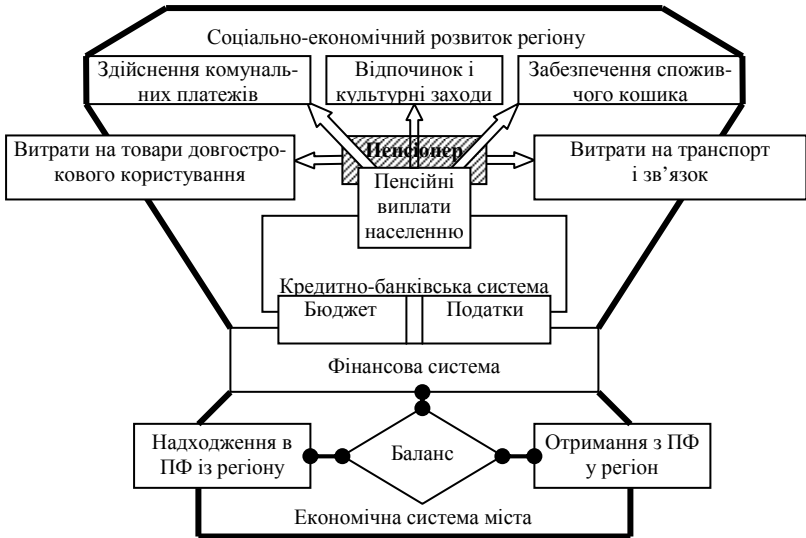 Соціально-економічний розвиток регіону
Здійснення комуналь-
них платежів
Відпочинок і
культурні заходи
Забезпечення спожив-
чого кошика
Витрати на товари довгостро-
кового користування
Пенсіонер
Витрати на транспорт
і зв’язок
Пенсійні
виплати
населенню
Кредитно-банківська система
Бюджет
Податки
Фінансова система
Надходження в
ПФ із регіону
Баланс
Отримання з ПФ
у регіон
Економічна система міста